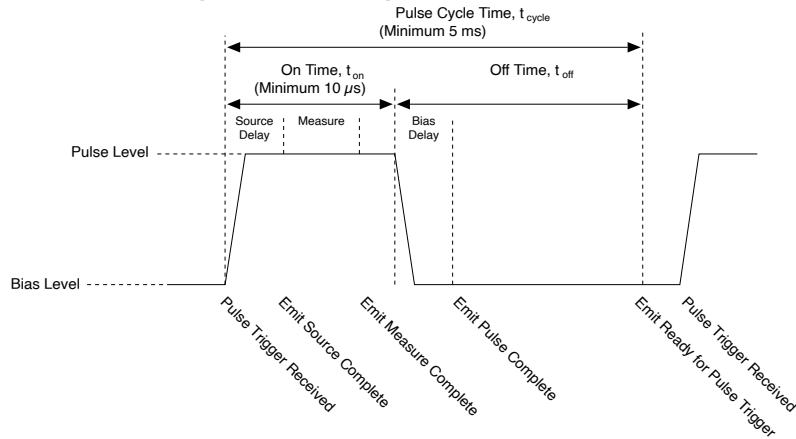 Pulse Cycle Time, t cycle
(Minimum 5 ms)
On Time, t on
(Minimum 10 µs)
Off Time, t off
Source
Delay
Measure
Bias
Delay
Pulse Level
Bias Level
Pulse Trigger Received
Emit Source Complete
Emit Measure Complete
Emit Pulse Complete
Emit Ready for Pulse Trigger
Pulse Trigger Received